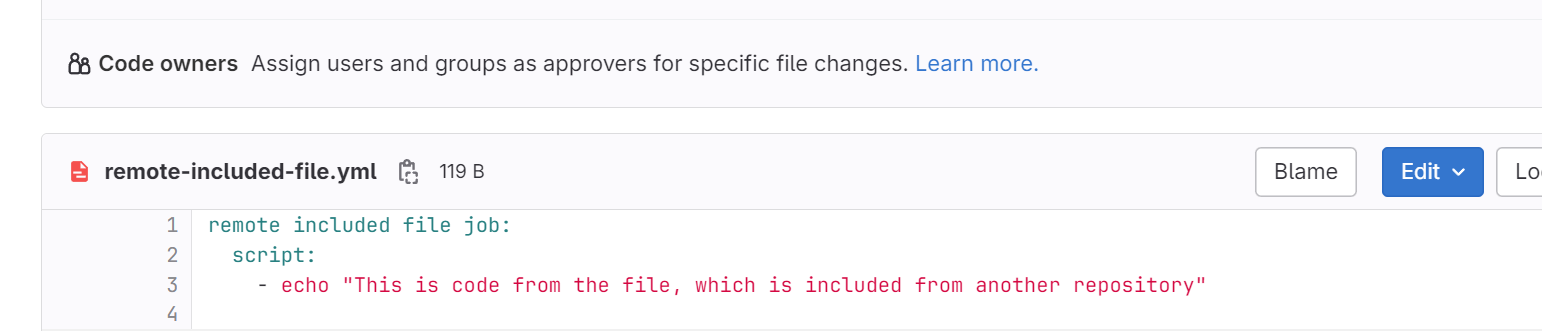 Code owners Assign users and groups as approvers for specific file changes. Learn more.
remote-included-file.yml 119 B Blame Edit
1 remote included file job:
2   script:
3     - echo "This is code from the file, which is included from another repository"
4